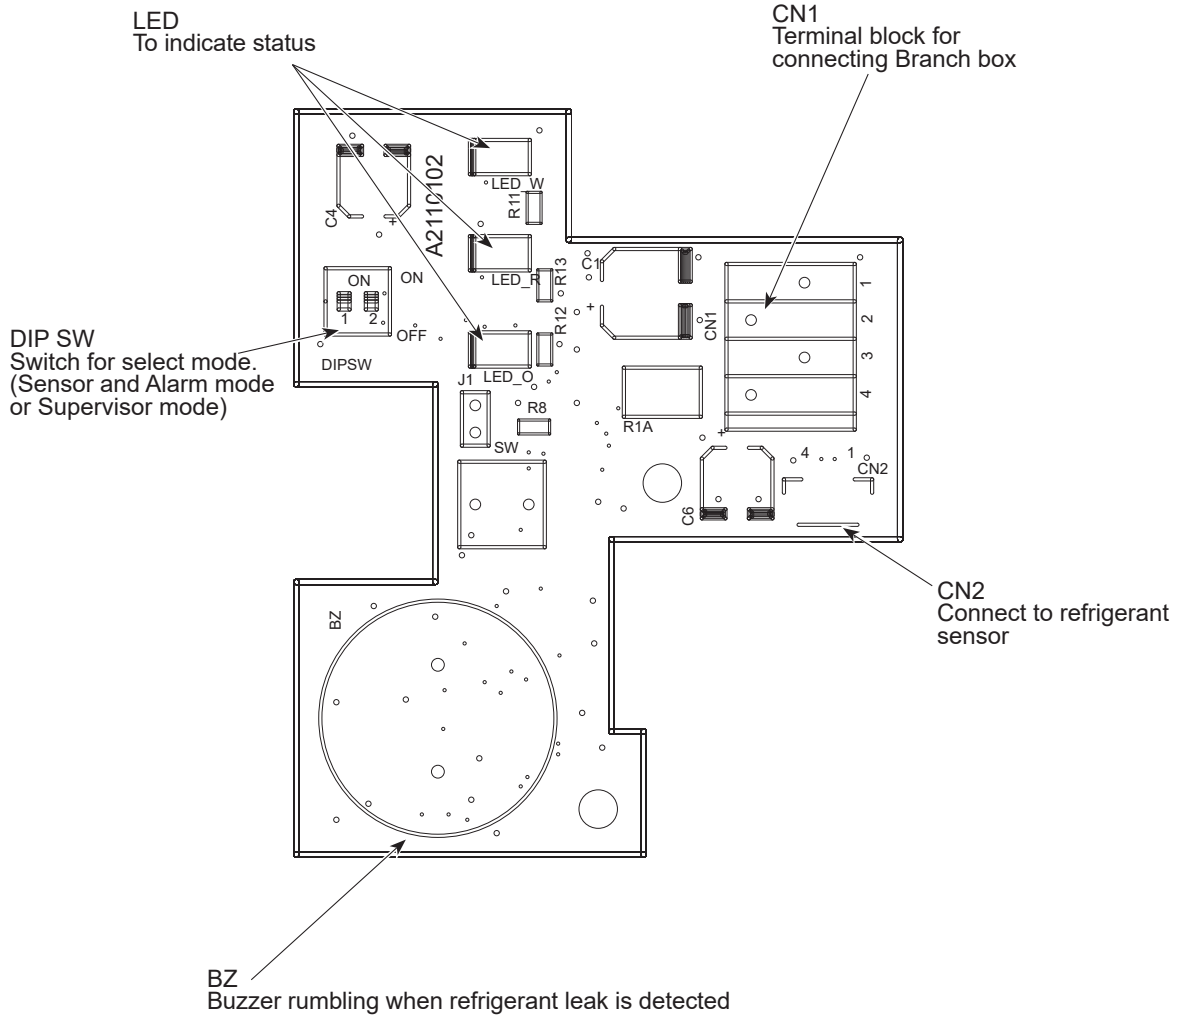 LED
To indicate status
CN1
Terminal block for
connecting Branch box
LED_W
R11
A2110102
C4
+
LED_R
R13
C1
+
CN1
1
2
3
4
ON
ON
1 2
OFF
DIPSW
R12
LED_O
DIP SW
Switch for select mode.
(Sensor and Alarm mode
or Supervisor mode)
J1
R8
SW
R1A
+
4 1
CN2
C6
CN2
Connect to refrigerant
sensor
BZ
BZ
Buzzer rumbling when refrigerant leak is detected